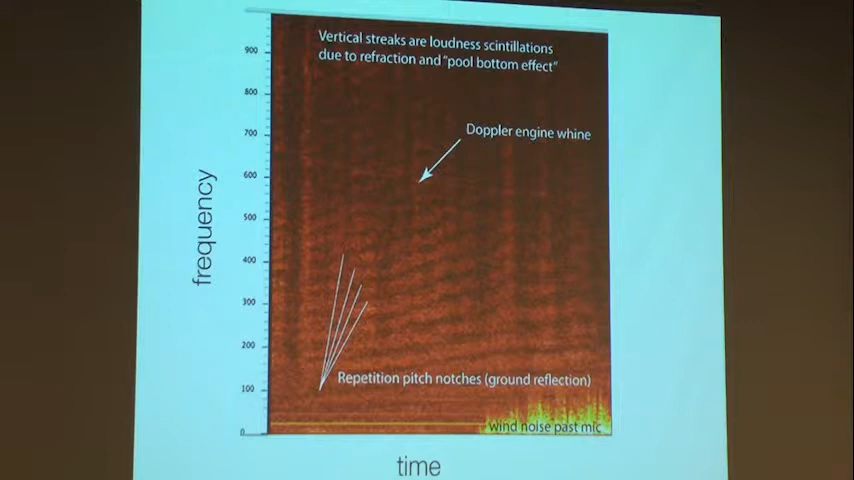 Vertical streaks are loudness scintillations
due to refraction and "pool bottom effect"
900
800
700
Doppler engine whine
600
500
400
300
200
100
0
frequency
Repetition pitch notches (ground reflection)
wind noise past mic
time